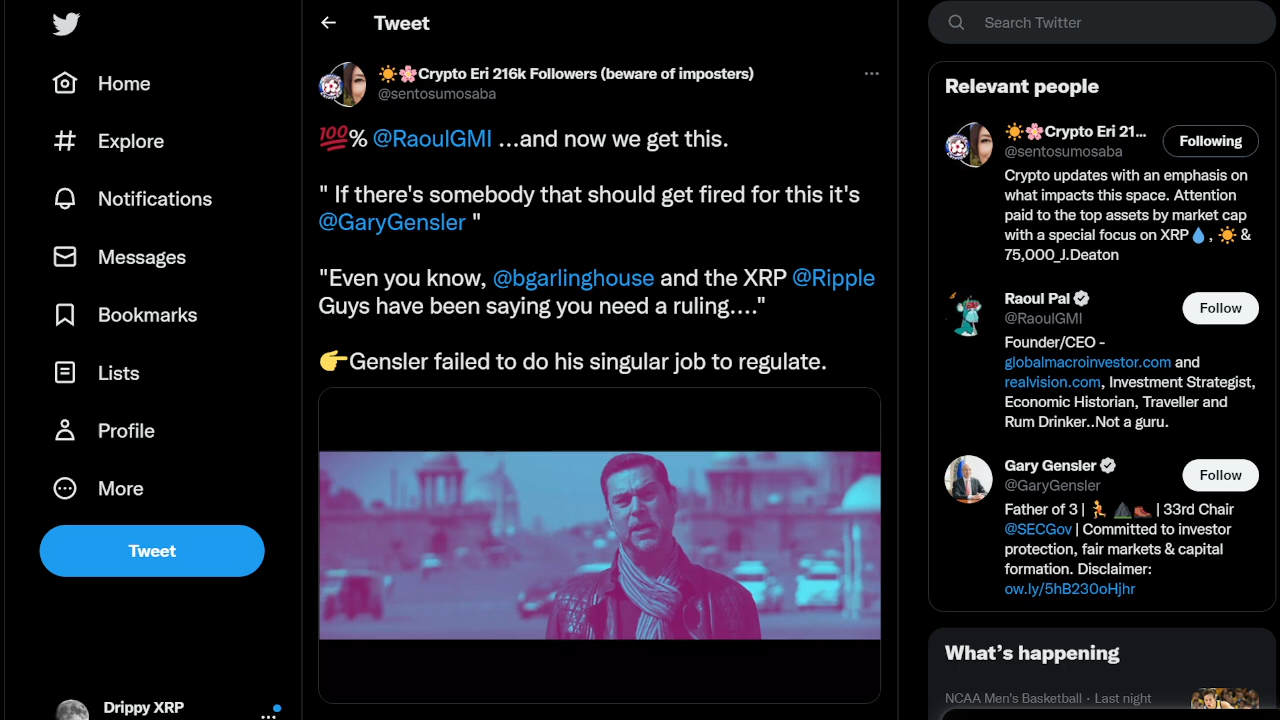 Home
Explore
Notifications
Messages
Bookmarks
Lists
Profile
More
Tweet
Drippy XRP
Tweet
☀️🌸Crypto Eri 216k Followers (beware of imposters)
@sentosumosaba
💯% @RaoulGMI ...and now we get this.
" If there's somebody that should get fired for this it's
@GaryGensler "
"Even you know, @bgarlinghouse and the XRP @Ripple
Guys have been saying you need a ruling...."
👉Gensler failed to do his singular job to regulate.
Search Twitter
Relevant people
☀️🌸Crypto Eri 21...
Following
@sentosumosaba
Crypto updates with an emphasis on
what impacts this space. Attention
paid to the top assets by market cap
with a special focus on XRP💧, ☀️ &
75,000_J.Deaton
Raoul Pal
Follow
@RaoulGMI
Founder/CEO -
globalmacroinvestor.com and
realvision.com, Investment Strategist,
Economic Historian, Traveller and
Rum Drinker..Not a guru.
Gary Gensler
Follow
@GaryGensler
Father of 3 | 🏃 ⛰️🥾 | 33rd Chair
@SECGov | Committed to investor
protection, fair markets & capital
formation. Disclaimer:
ow.ly/5hB230oHjhr
What's happening
NCAA Men's Basketball · Last night